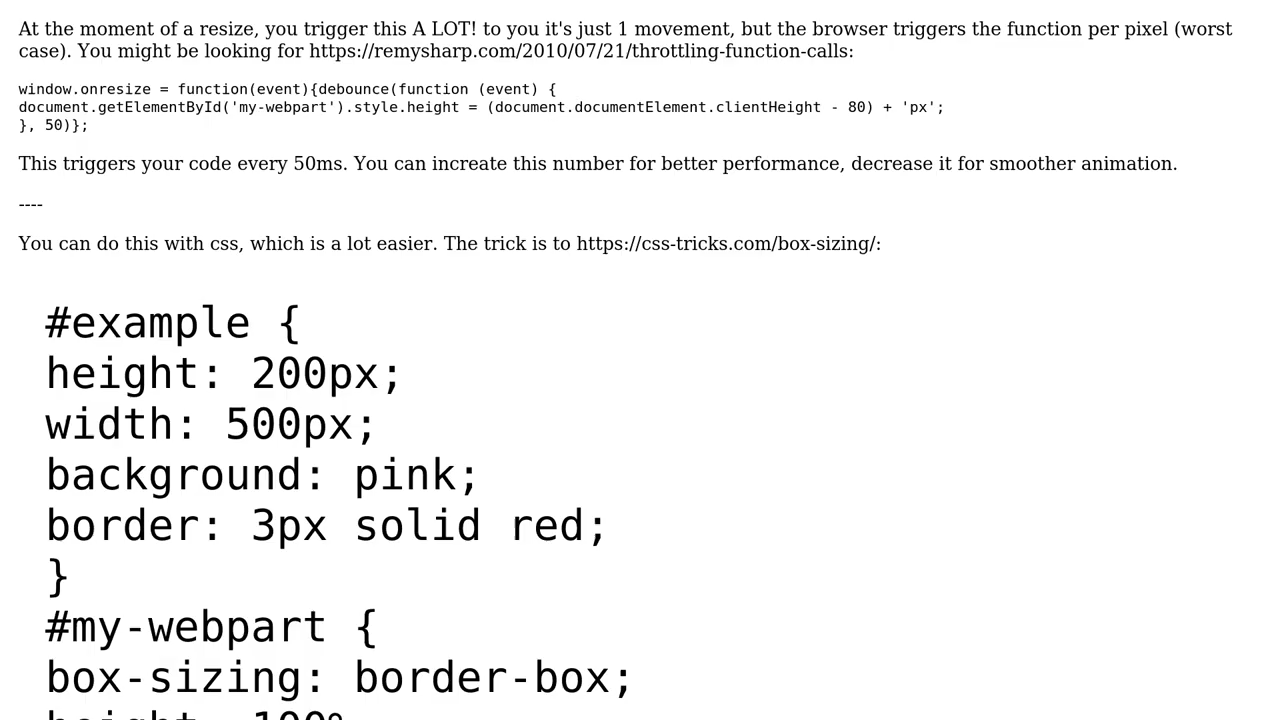 At the moment of a resize, you trigger this A LOT! to you it's just 1 movement, but the browser triggers the function per pixel (worst
case). You might be looking for https://remysharp.com/2010/07/21/throttling-function-calls:
window.onresize = function(event){debounce(function (event) {
document.getElementById('my-webpart').style.height = (document.documentElement.clientHeight - 80) + 'px';
}, 50)};
This triggers your code every 50ms. You can increate this number for better performance, decrease it for smoother animation.
----
You can do this with css, which is a lot easier. The trick is to https://css-tricks.com/box-sizing/:
#example {
height: 200px;
width: 500px;
background: pink;
border: 3px solid red;
}
#my-webpart {
box-sizing: border-box;